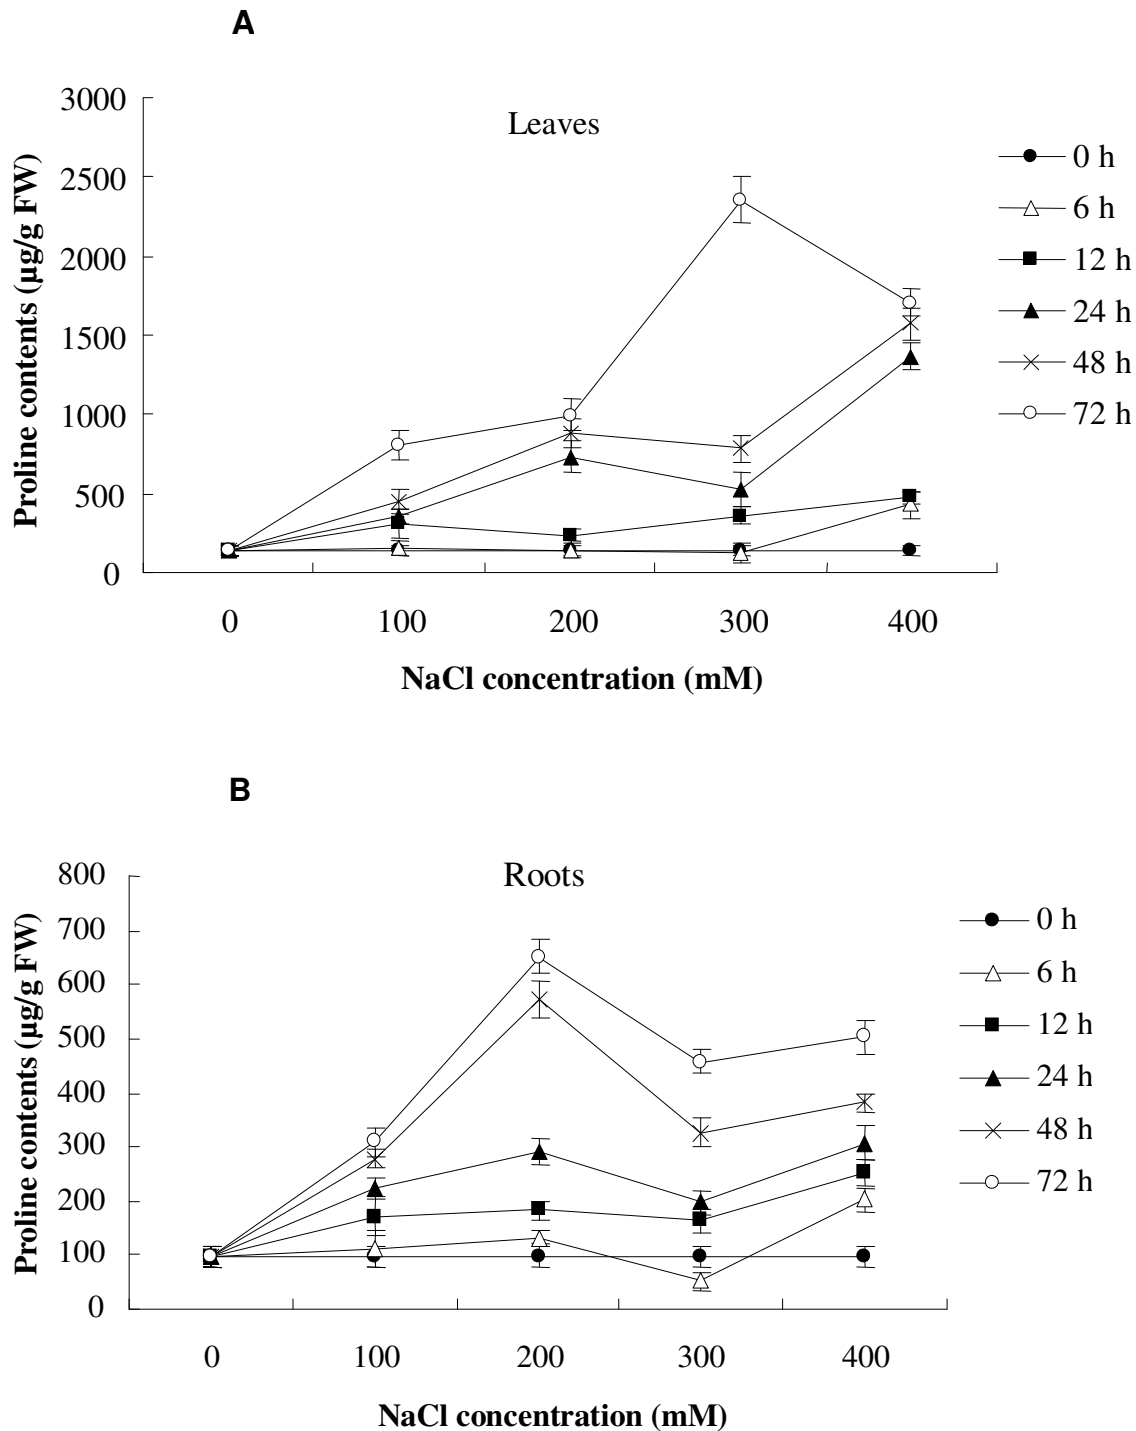 A
Leaves
Proline contents (µg/g FW)
3000
2500
2000
1500
1000
500
0
0 100 200 300 400
NaCl concentration (mM)
0 h
6 h
12 h
24 h
48 h
72 h
B
Roots
Proline contents (µg/g FW)
800
700
600
500
400
300
200
100
0
0 100 200 300 400
NaCl concentration (mM)
0 h
6 h
12 h
24 h
48 h
72 h